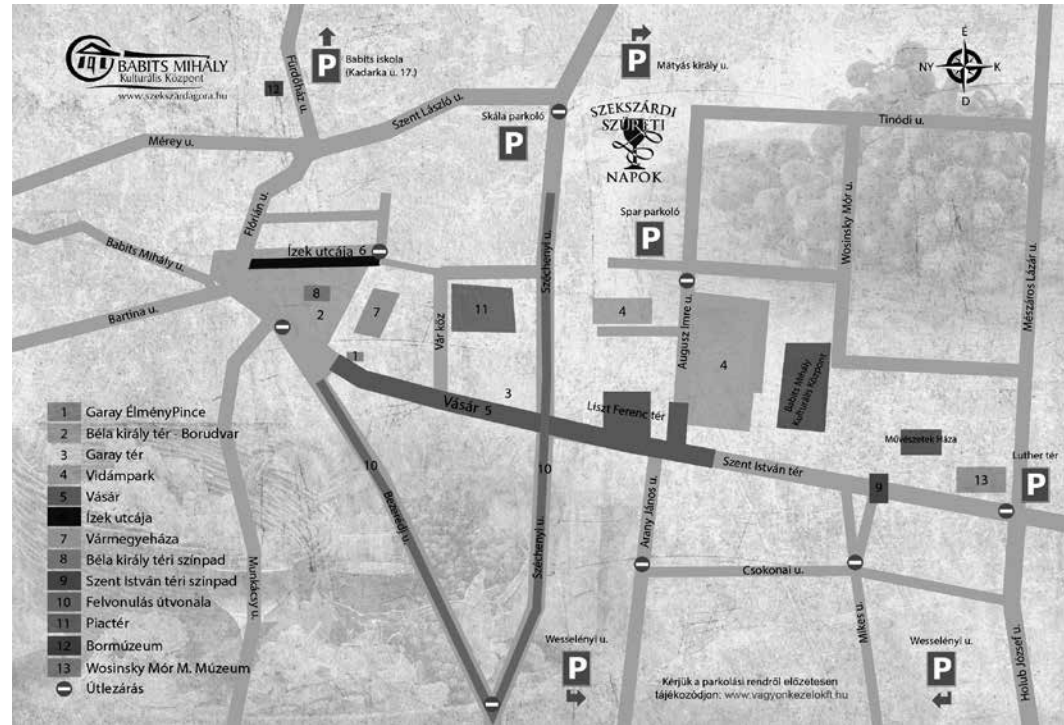 BABITS MIHÁLY
Kulturális Központ
www.szekszardagora.hu
Fürdőház u.
12
P
Babits iskola
(Kadarka u. 17.)
P
Mátyás király u.
É
NY
K
D
Szent László u.
Mérey u.
Skála parkoló
P
SZEKSZÁRDI
SZÜRETI
NAPOK
Tinódi u.
Flórián u.
Babits Mihály u.
Bartina u.
Ízek utcája 6
8
2
7
1
Vár köz
11
Széchenyi u.
Spar parkoló
P
4
Augusz Imre u.
4
Wosinsky Mór u.
Mészáros Lázár u.
Babits Mihály
Kulturális Központ
3
Vásár 5
Liszt Ferenc tér
Szent István tér
Művészetek Háza
9
13
Luther tér
P
10
Bezerédj u.
10
Széchenyi u.
Arany János u.
Csokonai u.
Mikes u.
Holub József u.
Munkácsy u.
1 Garay ÉlményPince
2 Béla király tér - Borudvar
3 Garay tér
4 Vidámpark
5 Vásár
Ízek utcája
7 Vármegyeháza
8 Béla király téri színpad
9 Szent István téri szinpad
10 Felvonulás útvonala
11 Piactér
12 Bormúzeum
13 Wosinsky Mór M. Múzeum
Útlezárás
Wesselényi u.
P
Wesselényi u.
P
Kérjük a parkolási rendről előzetesen
tájékozódjon: www.vagyonkezelokft.hu